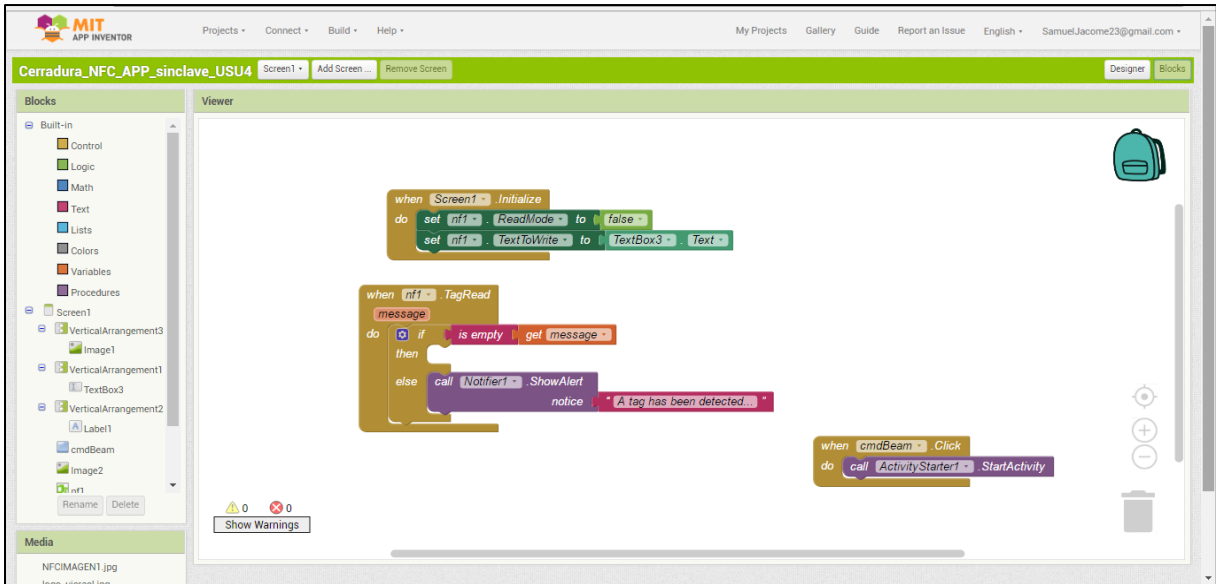 MIT
APP INVENTOR
Projects Connect Build Help My Projects Gallery Guide Report an Issue English SamuelJacome23@gmail.com
Cerradura_NFC_APP_sinclave_USU4 Screen1 Add Screen ... Remove Screen Designer Blocks
Blocks
Viewer
Built-in
Control
Logic
Math
Text
Lists
Colors
Variables
Procedures
Screen1
VerticalArrangement3
Image1
VerticalArrangement1
TextBox3
VerticalArrangement2
Label1
cmdBeam
Image2
nf1
Rename Delete
Media
NFCIMAGEN1.jpg
when Screen1 .Initialize
do set nf1 . ReadMode to false
set nf1 . TextToWrite to TextBox3 . Text
when nf1 .TagRead
message
do if is empty get message
then
else call Notifier1 .ShowAlert
notice " A tag has been detected... "
when cmdBeam .Click
do call ActivityStarter1 .StartActivity
0 0
Show Warnings